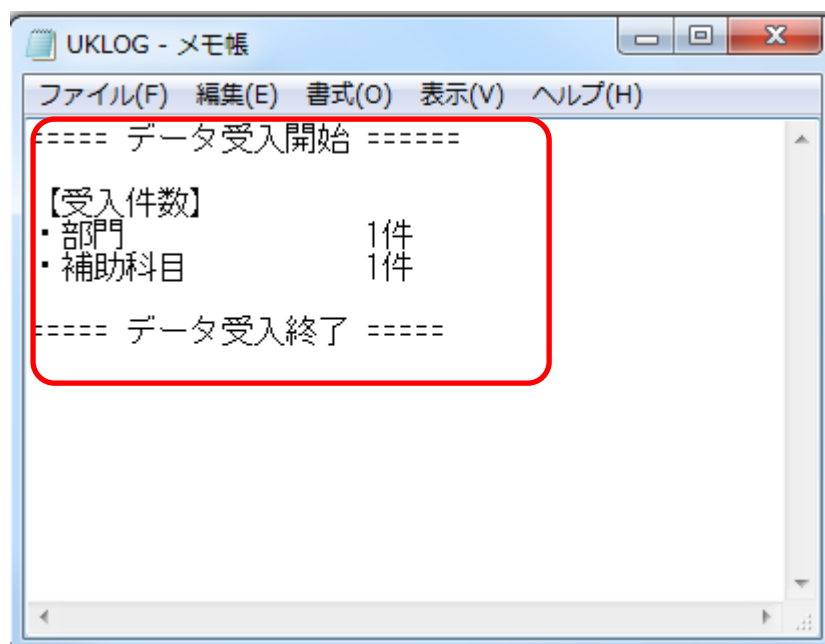 UKLOG - メモ帳
ファイル(F) 編集(E) 書式(O) 表示(V) ヘルプ(H)
===== データ受入開始 ======
【受入件数】
・部門 1件
・補助科目 1件
===== データ受入終了 =====